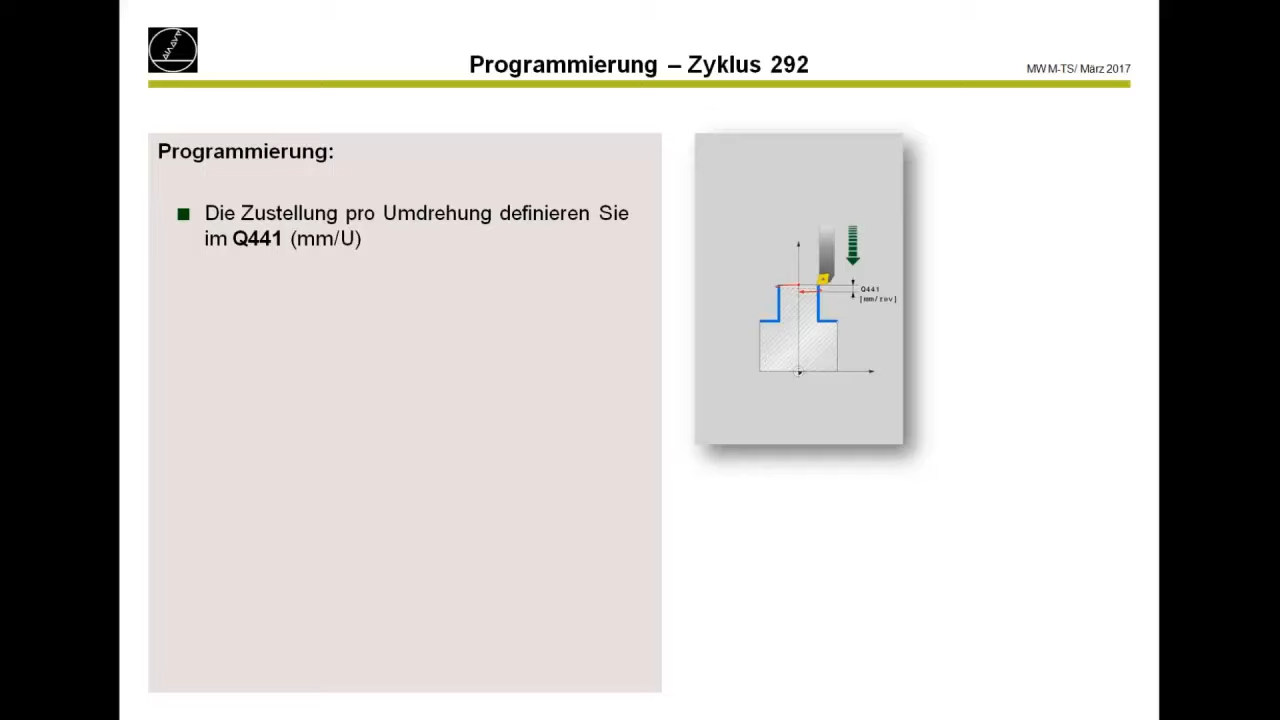 Programmierung – Zyklus 292
MWM-TS/ März 2017
Programmierung:
Die Zustellung pro Umdrehung definieren Sie
im Q441 (mm/U)
Q441
[mm/rev]